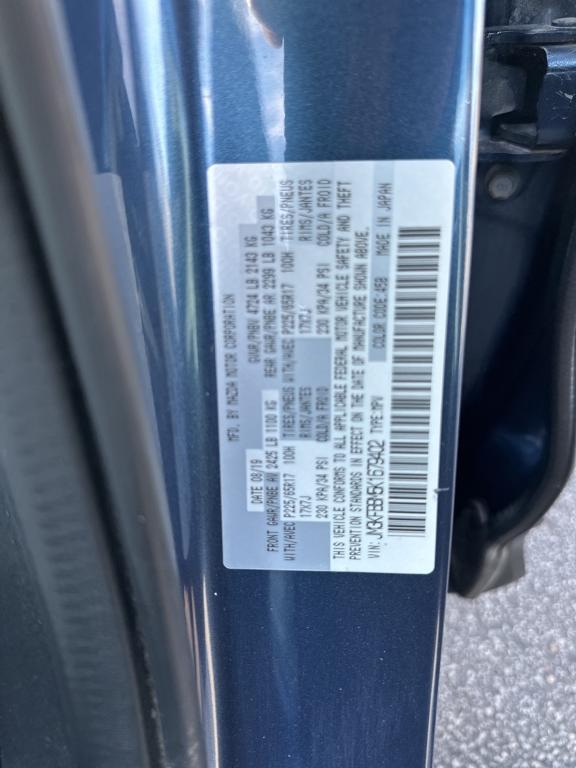 MFD. BY MAZDA MOTOR CORPORATION
DATE 08/19 GVWR/PNBV 4724 LB 2143 KG
FRONT GAWR/PNBE AV 2425 LB 1100 KG REAR GAWR/PNBE AR 2299 LB 1043 KG
WITH/AVEC P225/65R17 100H TIRES/PNEUS WITH/AVEC P225/65R17 100H TIRES/PNEUS
17X7J RIMS/JANTES 17X7J RIMS/JANTES
230 KPA/34 PSI COLD/A FROID 230 KPA/34 PSI COLD/A FROID
THIS VEHICLE CONFORMS TO ALL APPLICABLE FEDERAL MOTOR VEHICLE SAFETY AND THEFT
PREVENTION STANDARDS IN EFFECT ON THE DATE OF MANUFACTURE SHOWN ABOVE.
VIN: JM3KFBBM5K1679402 TYPE:MPV COLOR CODE:45B MADE IN JAPAN